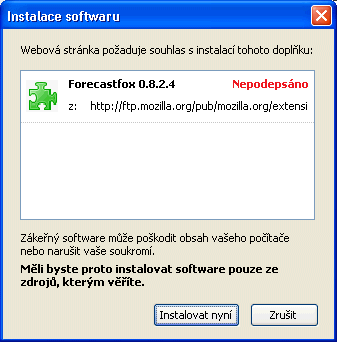 Instalace softwaru
Webová stránka požaduje souhlas s instalací tohoto doplňku:
Forecastfox 0.8.2.4 Nepodepsáno
z: http://ftp.mozilla.org/pub/mozilla.org/extensi
Zákeřný software může poškodit obsah vašeho počítače
nebo narušit vaše soukromí.
Měli byste proto instalovat software pouze ze
zdrojů, kterým věříte.
Instalovat nyní Zrušit